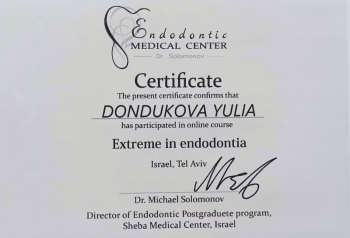 Endodontic
MEDICAL CENTER
Dr. Solomonov
Certificate
The present certificate confirms that
DONDUKOVA YULIA
has participated in online course
Extreme in endodontia
Israel, Tel Aviv
Dr. Michael Solomonov
Director of Endodontic Postgraduete program,
Sheba Medical Center, Israel